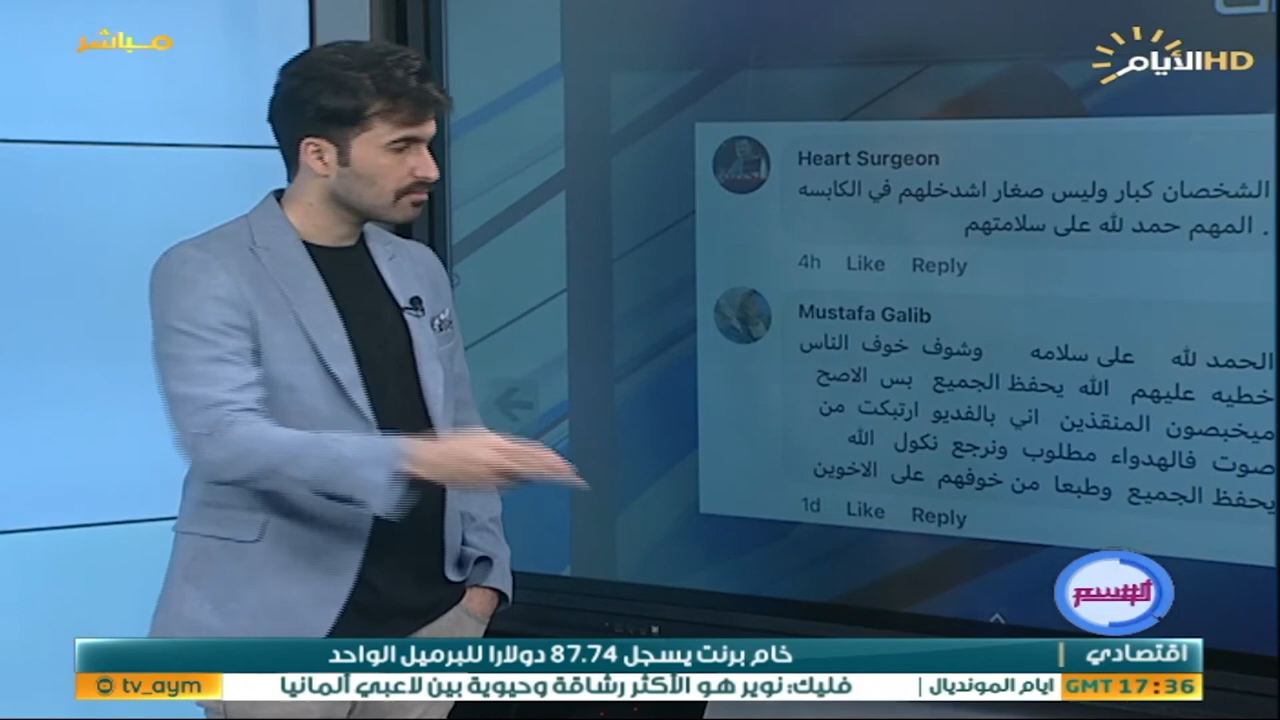 مباشر
الأيام HD
Heart Surgeon
الشخصان كبار وليس صغار اشدخلهم في الكابسه
. المهم حمد لله على سلامتهم
4h Like Reply
Mustafa Galib
الحمد لله على سلامه وشوف خوف الناس
خطيه عليهم الله يحفظ الجميع بس الاصح
ميخبصون المنقذين اني بالفديو ارتبكت من
صوت فالهدواء مطلوب ونرجع نكول الله
يحفظ الجميع وطبعا من خوفهم على الاخوين
1d Like Reply
اقتصادي | خام برنت يسجل 87.74 دولارا للبرميل الواحد
GMT 17:36 ايام المونديال | فليك: نوير هو الأكثر رشاقة وحيوية بين لاعبي ألمانيا tv_aym